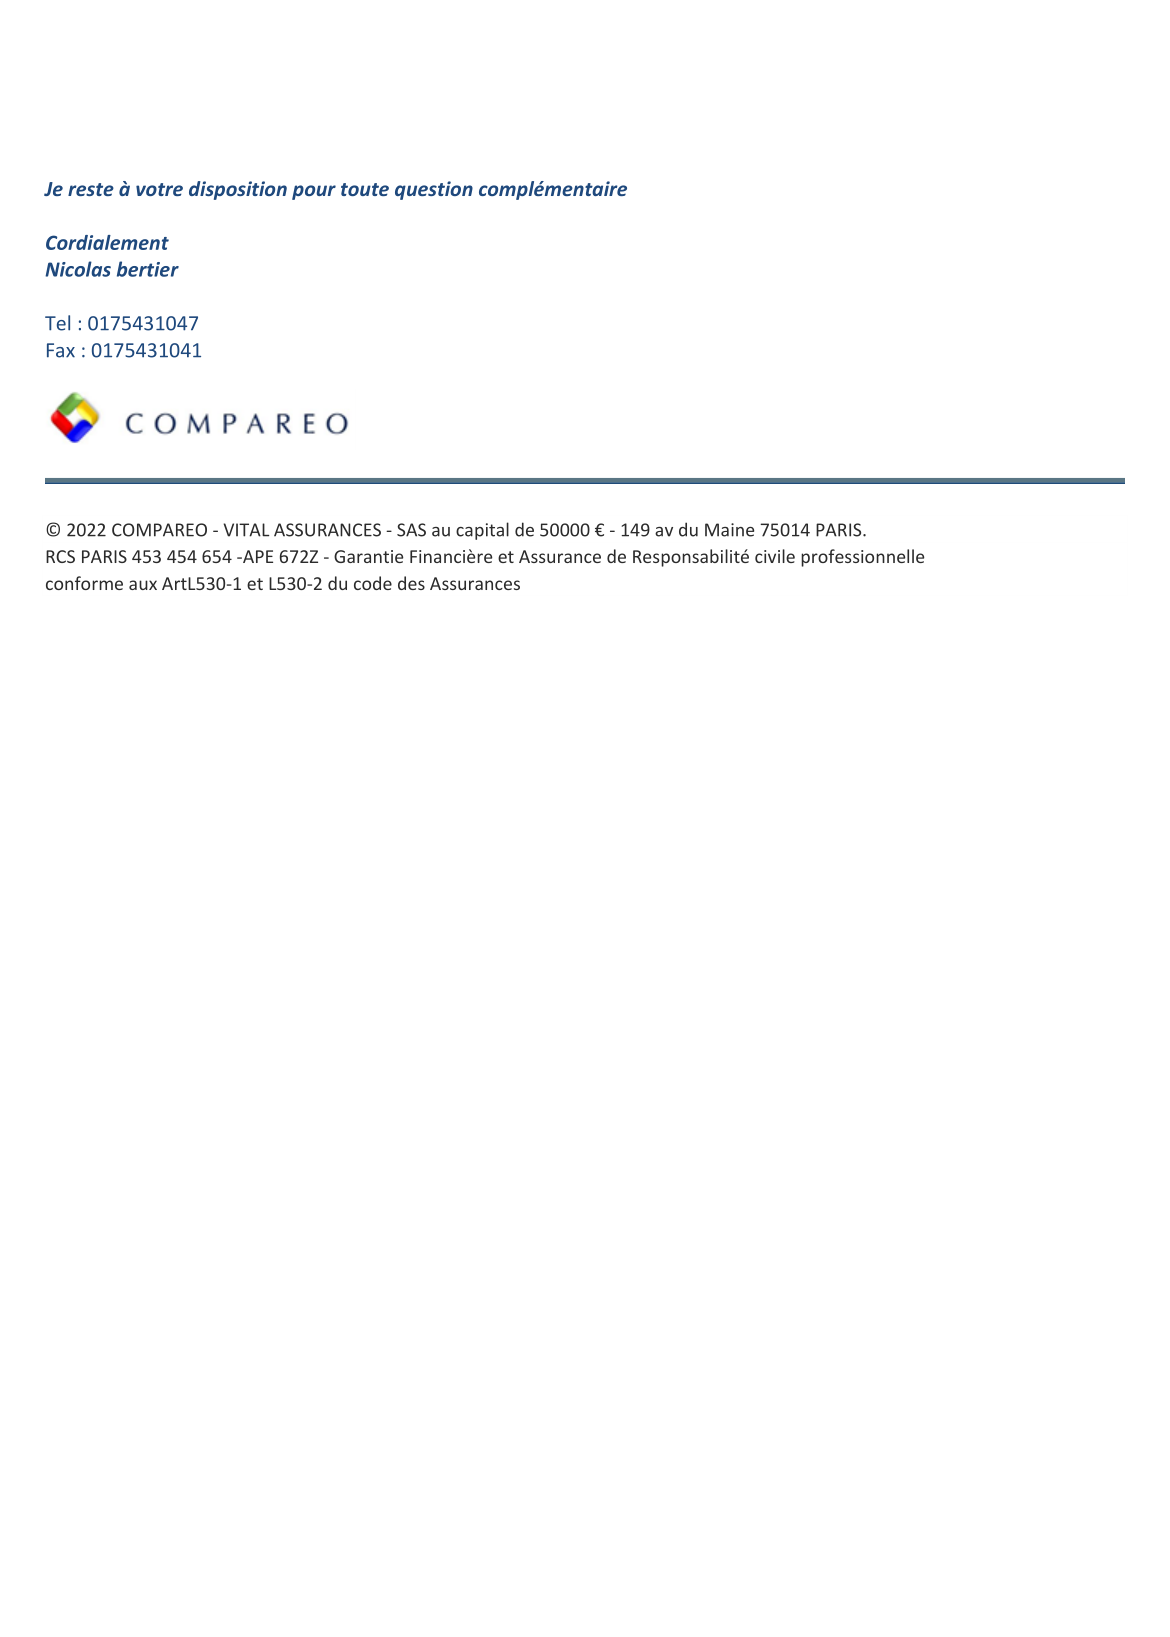 Je reste à votre disposition pour toute question complémentaire
Cordialement
Nicolas bertier
Tel : 0175431047
Fax : 0175431041
COMPAREO
© 2022 COMPAREO - VITAL ASSURANCES - SAS au capital de 50000 € - 149 av du Maine 75014 PARIS.
RCS PARIS 453 454 654 -APE 672Z - Garantie Financière et Assurance de Responsabilité civile professionnelle
conforme aux ArtL530-1 et L530-2 du code des Assurances